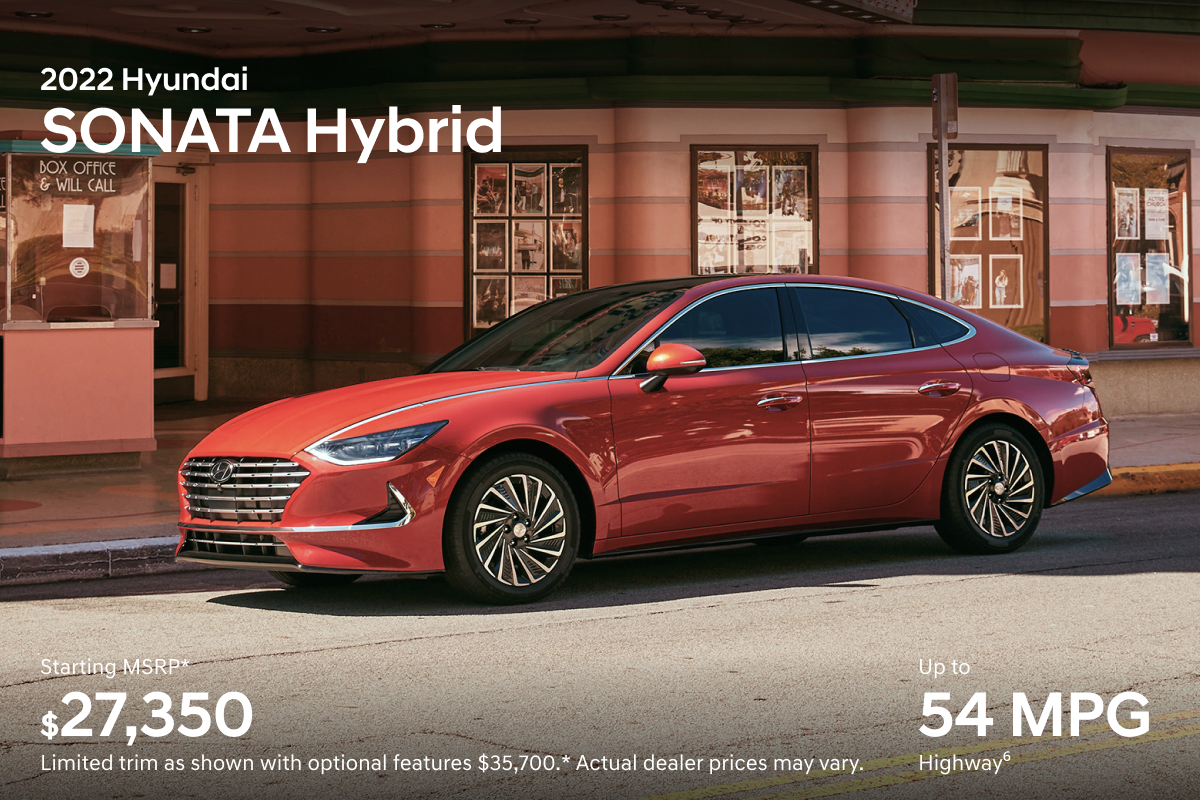 2022 Hyundai
SONATA Hybrid
BOX OFFICE
& WILL CALL
Starting MSRP*
$27,350
Limited trim as shown with optional features $35,700.* Actual dealer prices may vary.
Up to
54 MPG
Highway⁶